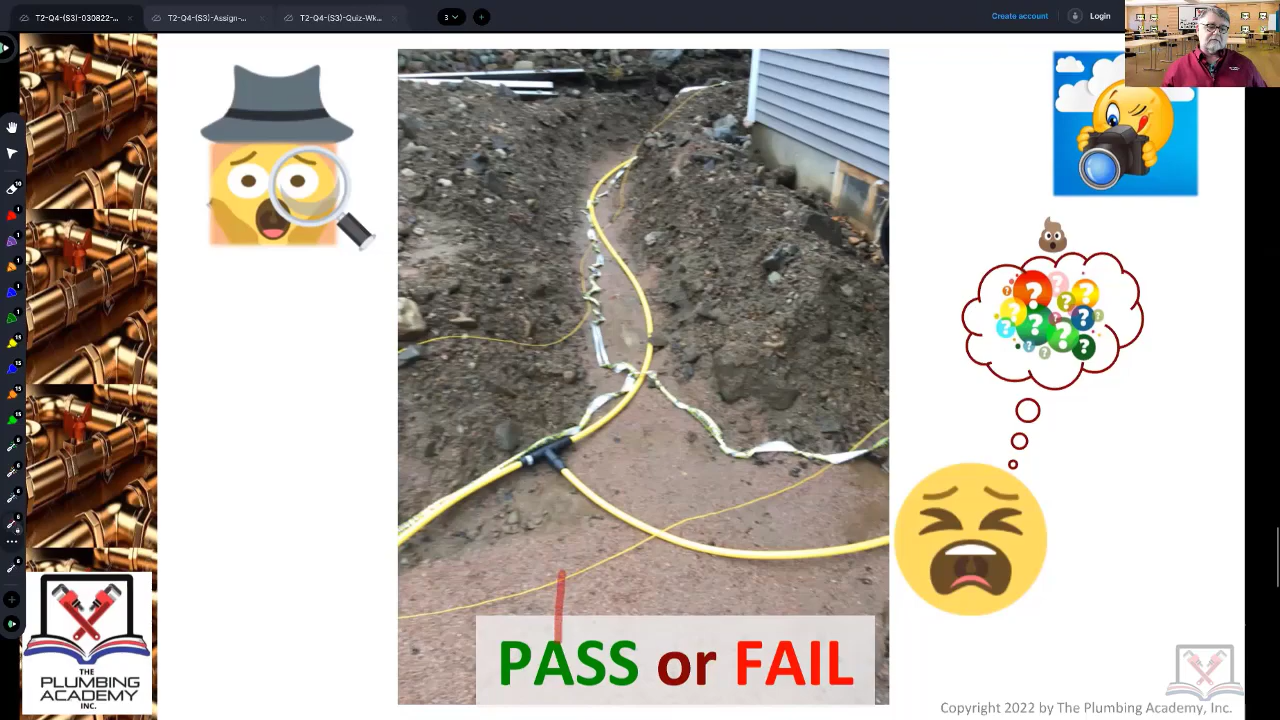 T2-Q4-(S3)-030822-...
T2-Q4-(S3)-Assign-...
T2-Q4-(S3)-Quiz-Wk...
3
Create account
Login
PASS or FAIL
THE
PLUMBING
ACADEMY
INC.
Copyright 2022 by The Plumbing Academy, Inc.